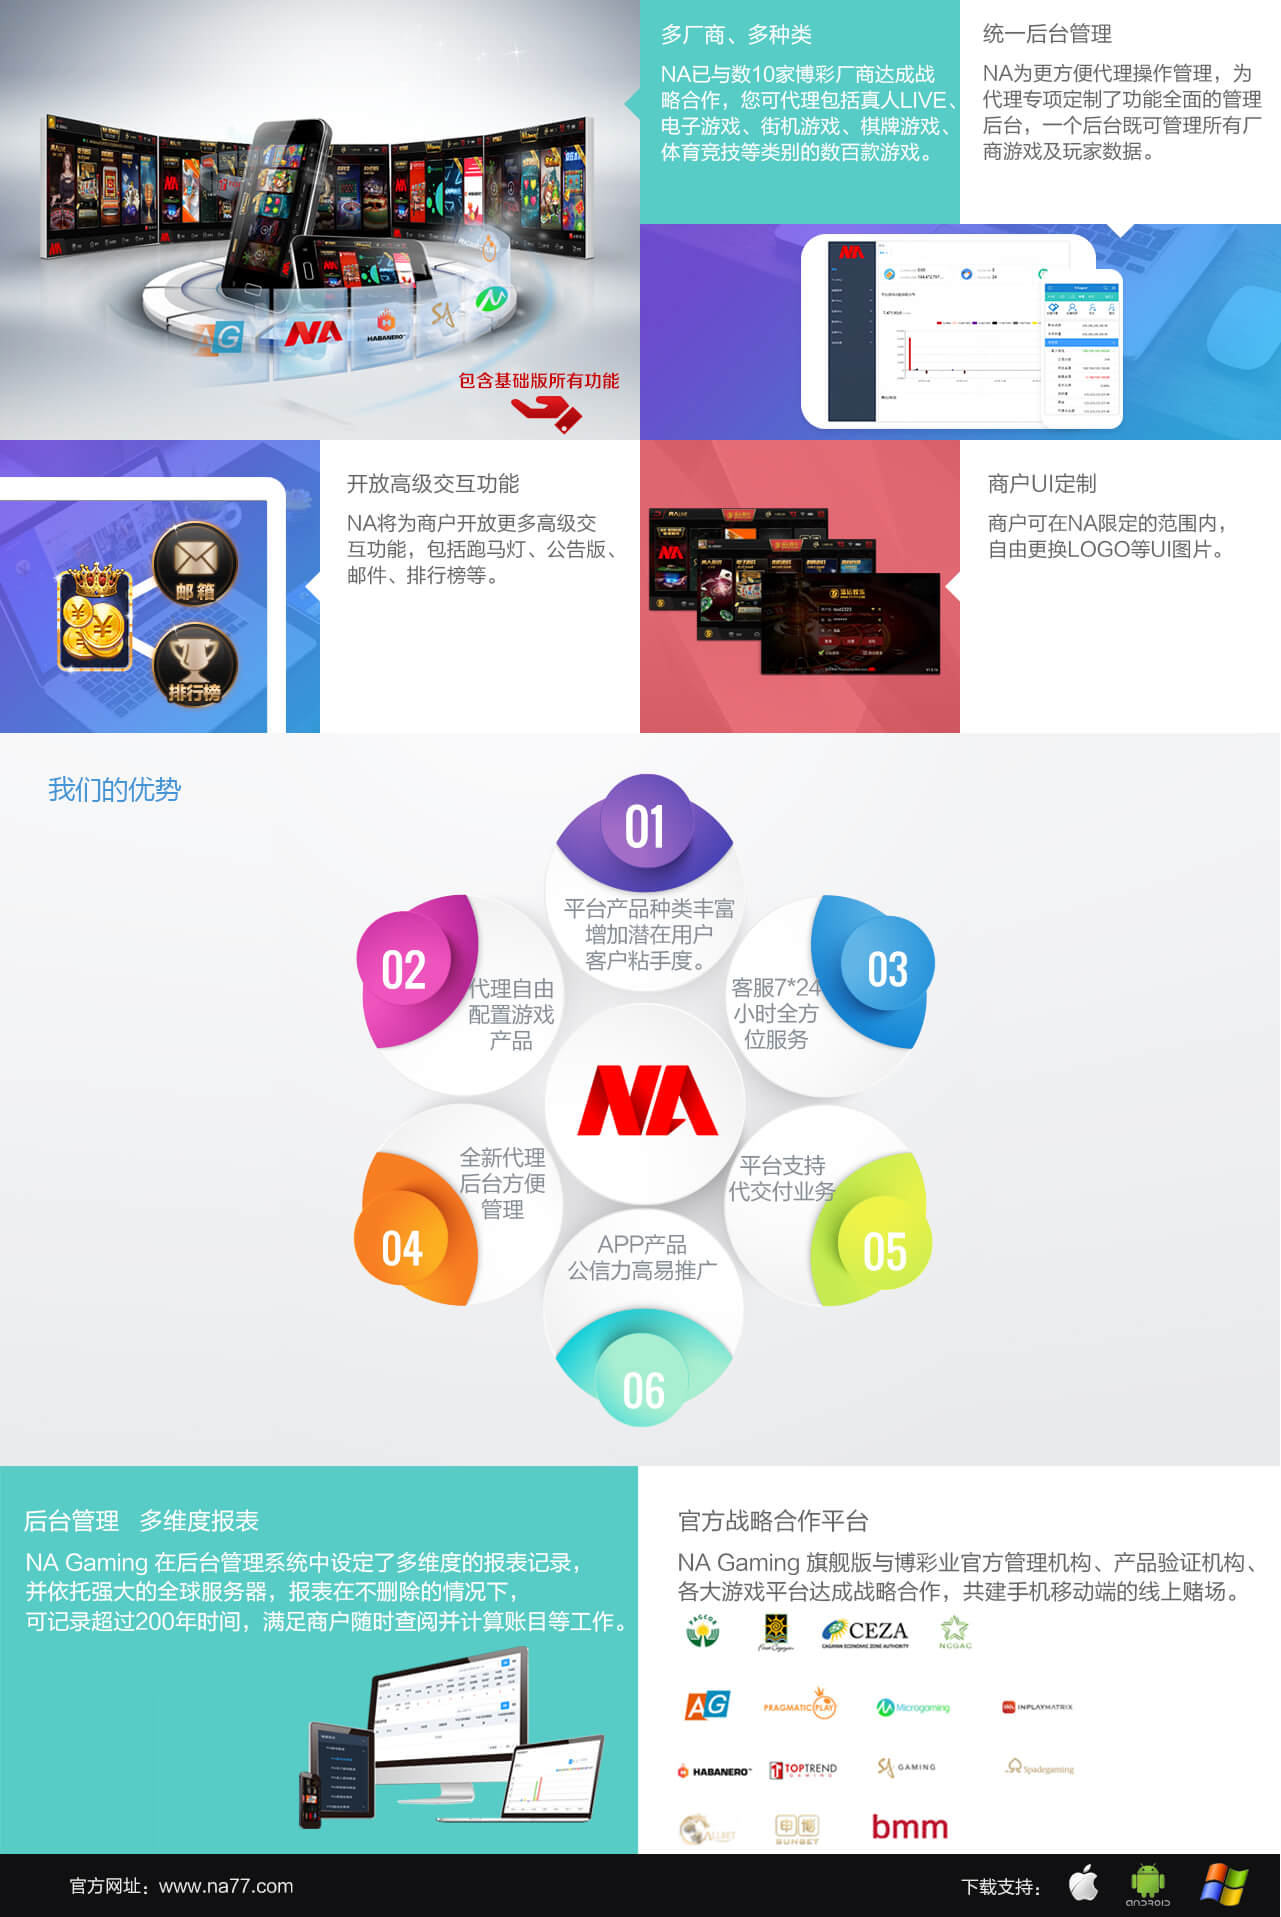 多厂商、多种类
NA已与数10家博彩厂商达成战
略合作，您可代理包括真人LIVE、
电子游戏、街机游戏、棋牌游戏、
体育竞技等类别的数百款游戏。
统一后台管理
NA为更方便代理操作管理，为
代理专项定制了功能全面的管理
后台，一个后台既可管理所有厂
商游戏及玩家数据。
AG
NA
HABANERO
SA
包含基础版所有功能
NA
开放高级交互功能
NA将为商户开放更多高级交
互功能，包括跑马灯、公告版、
邮件、排行榜等。
邮箱
排行榜
商户UI定制
商户可在NA限定的范围内，
自由更换LOGO等UI图片。
NA
我们的优势
01
平台产品种类丰富
增加潜在用户
客户粘手度。
02
代理自由
配置游戏
产品
03
客服7*24
小时全方
位服务
NA
04
全新代理
后台方便
管理
平台支持
代交付业务
05
APP产品
公信力高易推广
06
后台管理 多维度报表
NA Gaming 在后台管理系统中设定了多维度的报表记录，
并依托强大的全球服务器，报表在不删除的情况下，
可记录超过200年时间，满足商户随时查阅并计算账目等工作。
官方战略合作平台
NA Gaming 旗舰版与博彩业官方管理机构、产品验证机构、
各大游戏平台达成战略合作，共建手机移动端的线上赌场。
PAGCOR
First Cagayan
CEZA
CAGAYAN ECONOMIC ZONE AUTHORITY
NCGAC
AG
PRAGMATIC PLAY
Microgaming
INPLAYMATRIX
HABANERO
TOPTREND GAMING
SA GAMING
Spadegaming
ALLBET
申博 SUNBET
bmm
官方网址：www.na77.com
下载支持：
ANDROID